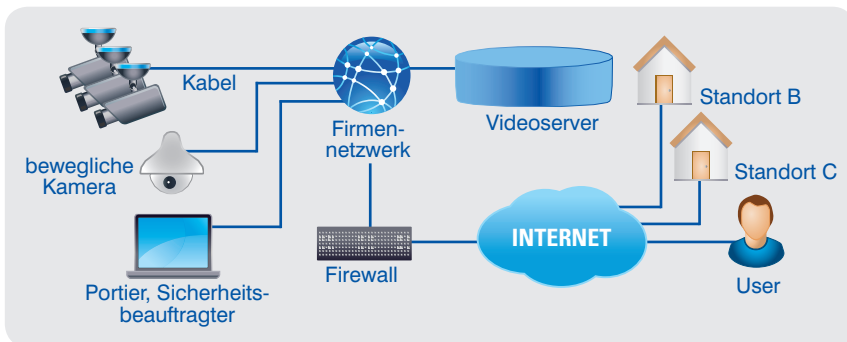 Kabel
Firmen-
netzwerk
Videoserver
Standort B
bewegliche
Kamera
Standort C
INTERNET
Portier, Sicherheits-
beauftragter
Firewall
User